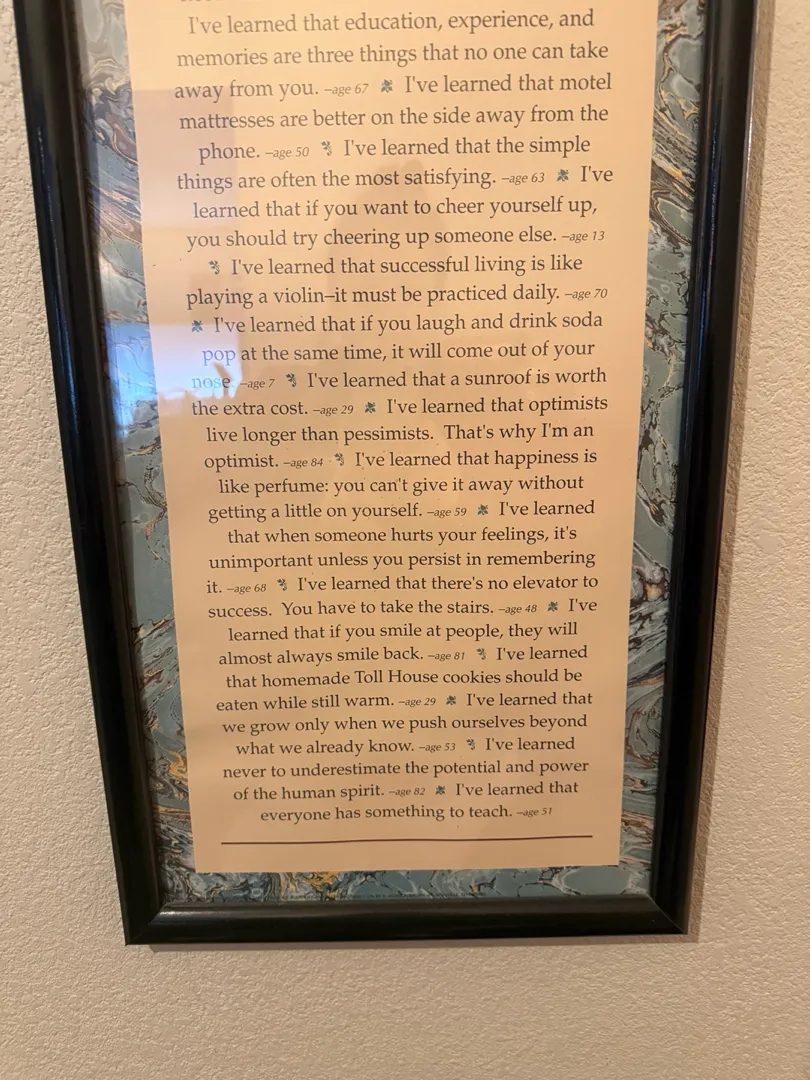 I've learned that education, experience, and
memories are three things that no one can take
away from you. –age 67 I've learned that motel
mattresses are better on the side away from the
phone. –age 50 I've learned that the simple
things are often the most satisfying. –age 63 I've
learned that if you want to cheer yourself up,
you should try cheering up someone else. –age 13
I've learned that successful living is like
playing a violin–it must be practiced daily. –age 70
I've learned that if you laugh and drink soda
pop at the same time, it will come out of your
nose. –age 7 I've learned that a sunroof is worth
the extra cost. –age 29 I've learned that optimists
live longer than pessimists. That's why I'm an
optimist. –age 84 I've learned that happiness is
like perfume: you can't give it away without
getting a little on yourself. –age 59 I've learned
that when someone hurts your feelings, it's
unimportant unless you persist in remembering
it. –age 68 I've learned that there's no elevator to
success. You have to take the stairs. –age 48 I've
learned that if you smile at people, they will
almost always smile back. –age 81 I've learned
that homemade Toll House cookies should be
eaten while still warm. –age 29 I've learned that
we grow only when we push ourselves beyond
what we already know. –age 53 I've learned
never to underestimate the potential and power
of the human spirit. –age 82 I've learned that
everyone has something to teach. –age 51